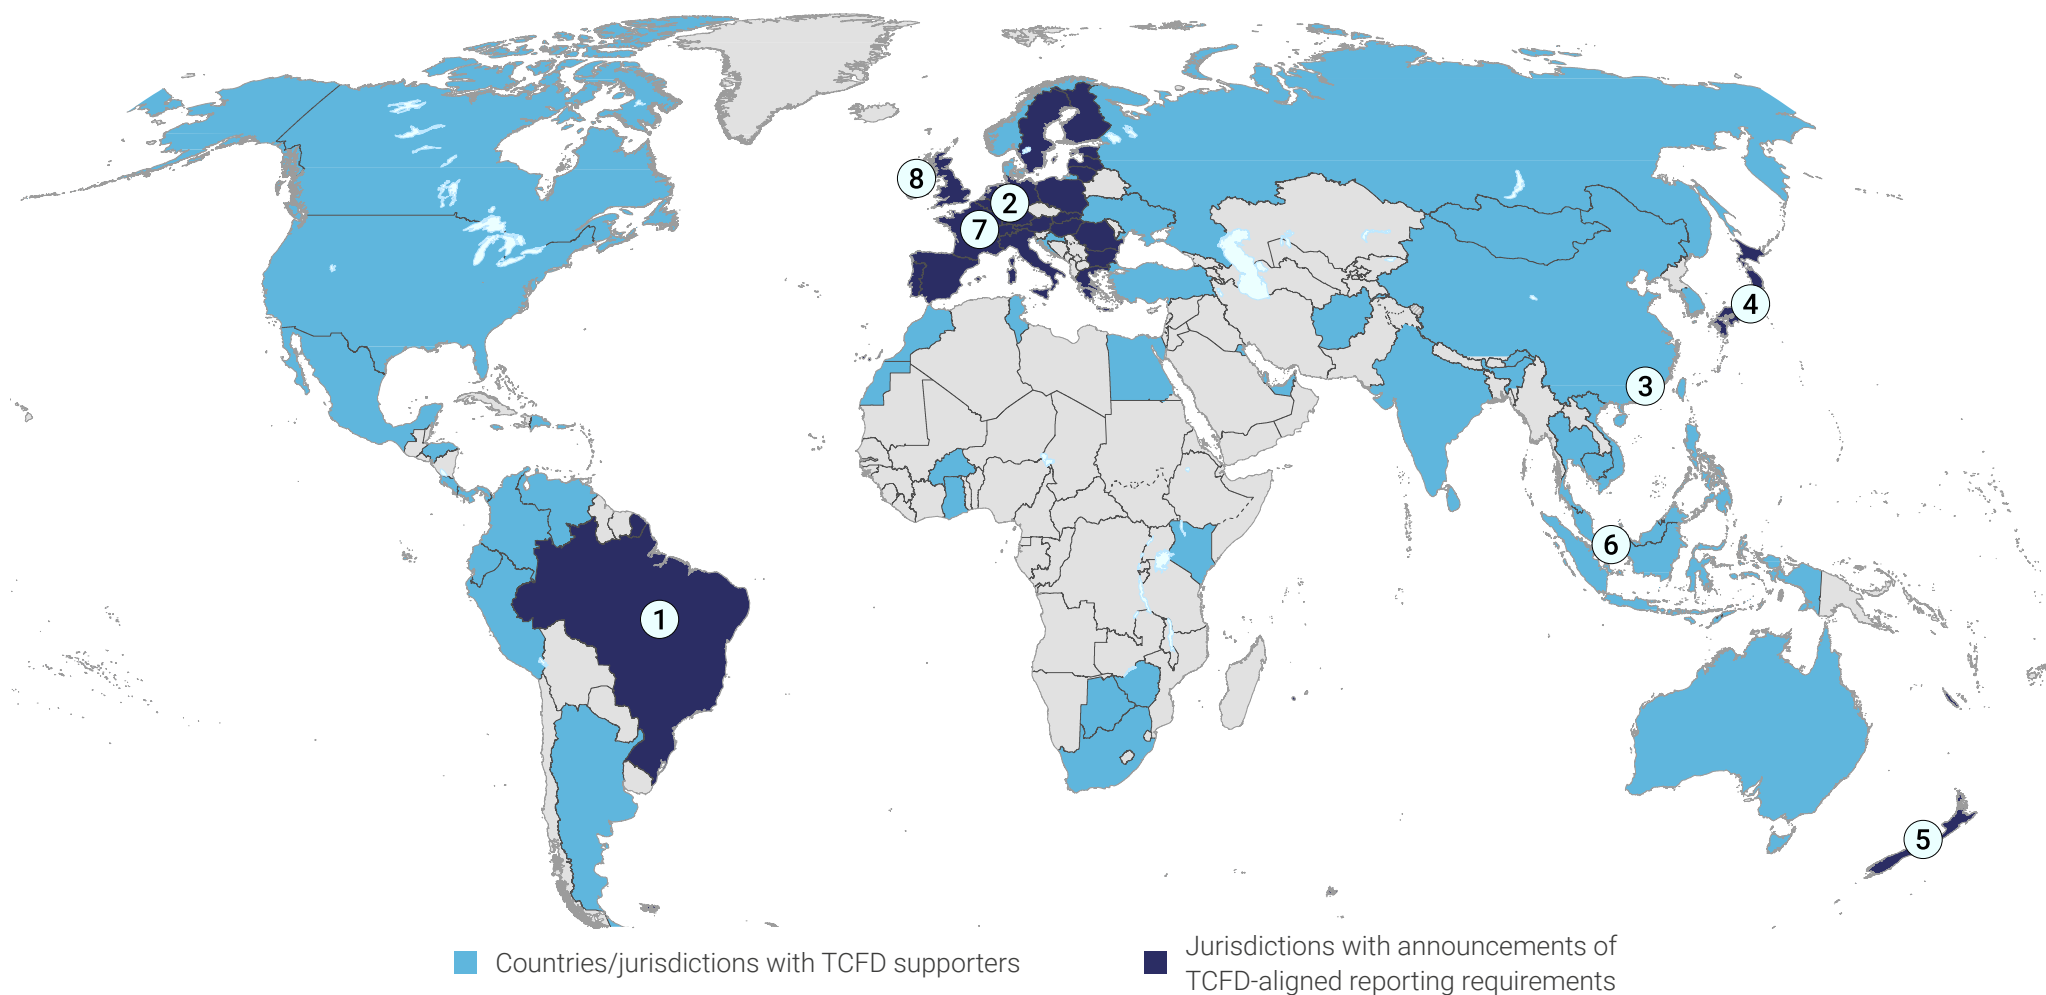 8
2
7
4
3
6
1
5
Countries/jurisdictions with TCFD supporters
Jurisdictions with announcements of
TCFD-aligned reporting requirements